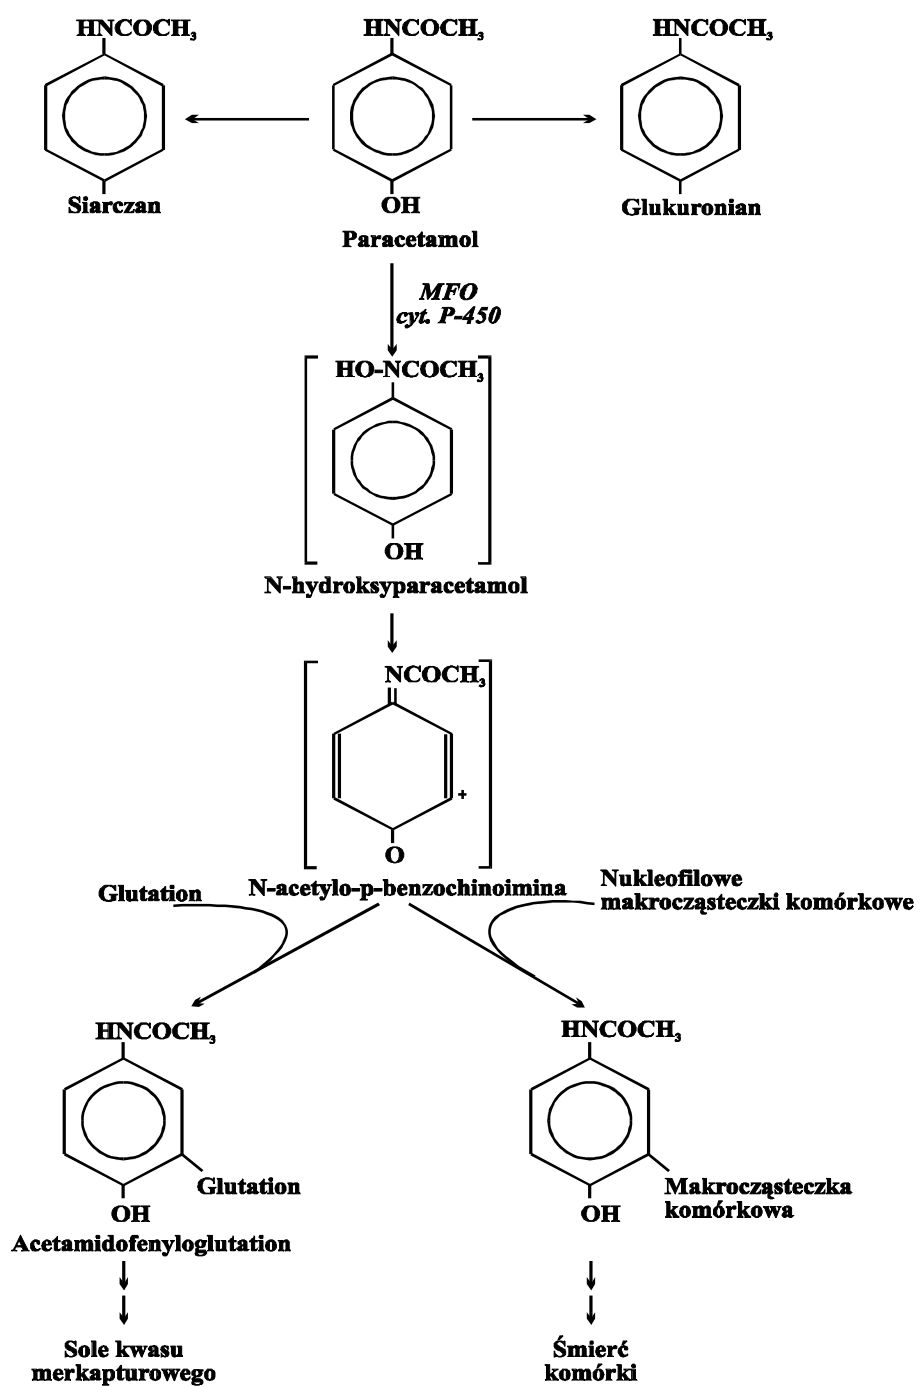 HNCOCH₃
HNCOCH₃
HNCOCH₃
Siarczan
OH
Glukuronian
Paracetamol
MFO
cyt. P-450
HO-NCOCH₃
OH
N-hydroksyparacetamol
NCOCH₃
+
O
N-acetylo-p-benzochinoimina
Glutation
Nukleofilowe
makrocząsteczki komórkowe
HNCOCH₃
HNCOCH₃
Glutation
OH
Makrocząsteczka
komórkowa
OH
Acetamidofenyloglutation
Sole kwasu
merkapturowego
Śmierć
komórki